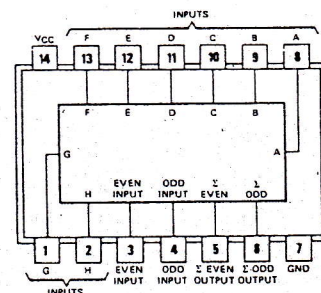 INPUTS
VCC F E D C B A
14 13 12 11 10 9 8
F E D C B
G A
EVEN ODD Σ Σ
H INPUT INPUT EVEN ODD
1 2 3 4 5 6 7
G H EVEN ODD Σ EVEN Σ-ODD GND
INPUT INPUT OUTPUT OUTPUT
INPUTS